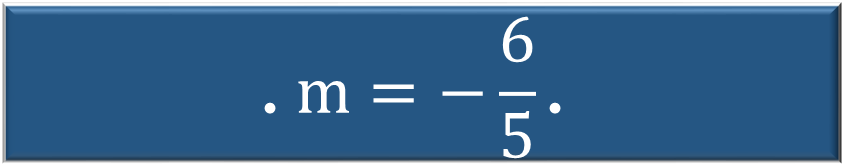 . m = −6/5.